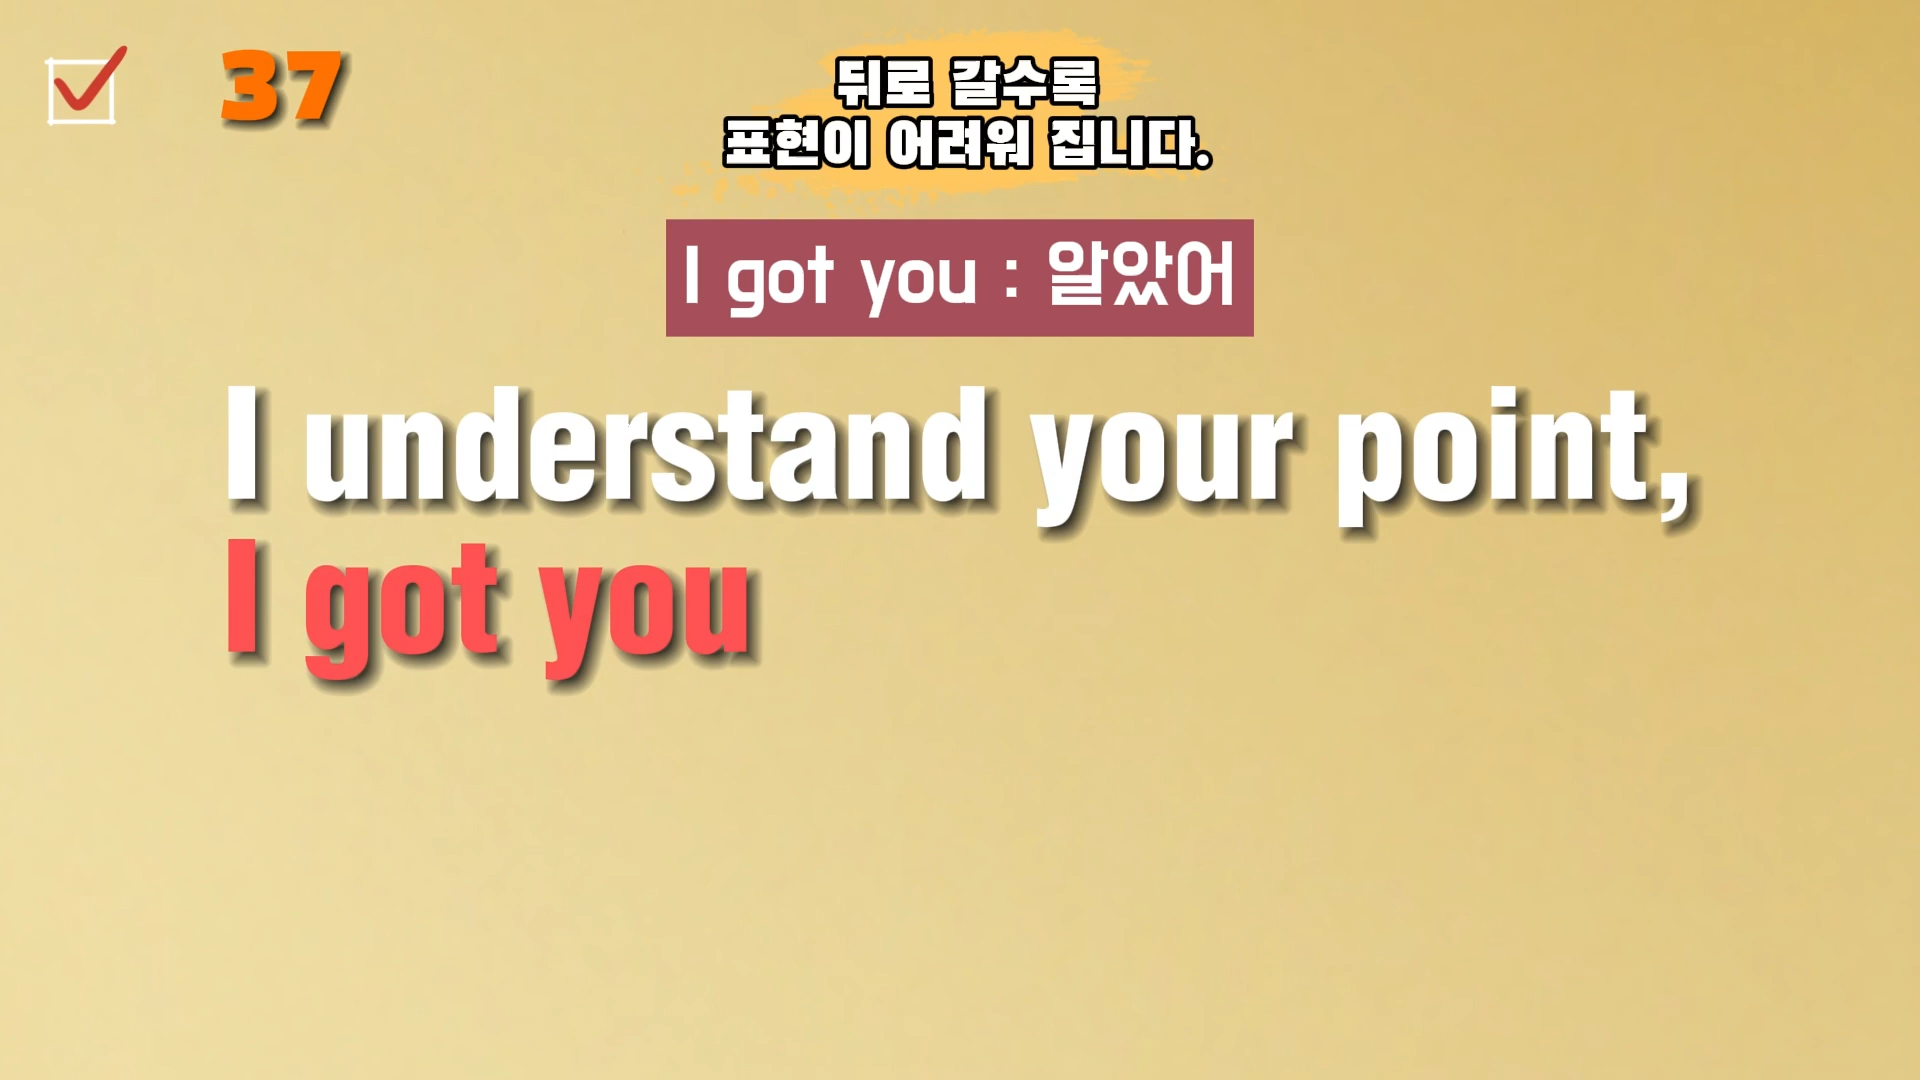 37
뒤로 갈수록
표현이 어려워 집니다.
I got you : 알았어
I understand your point,
I got you